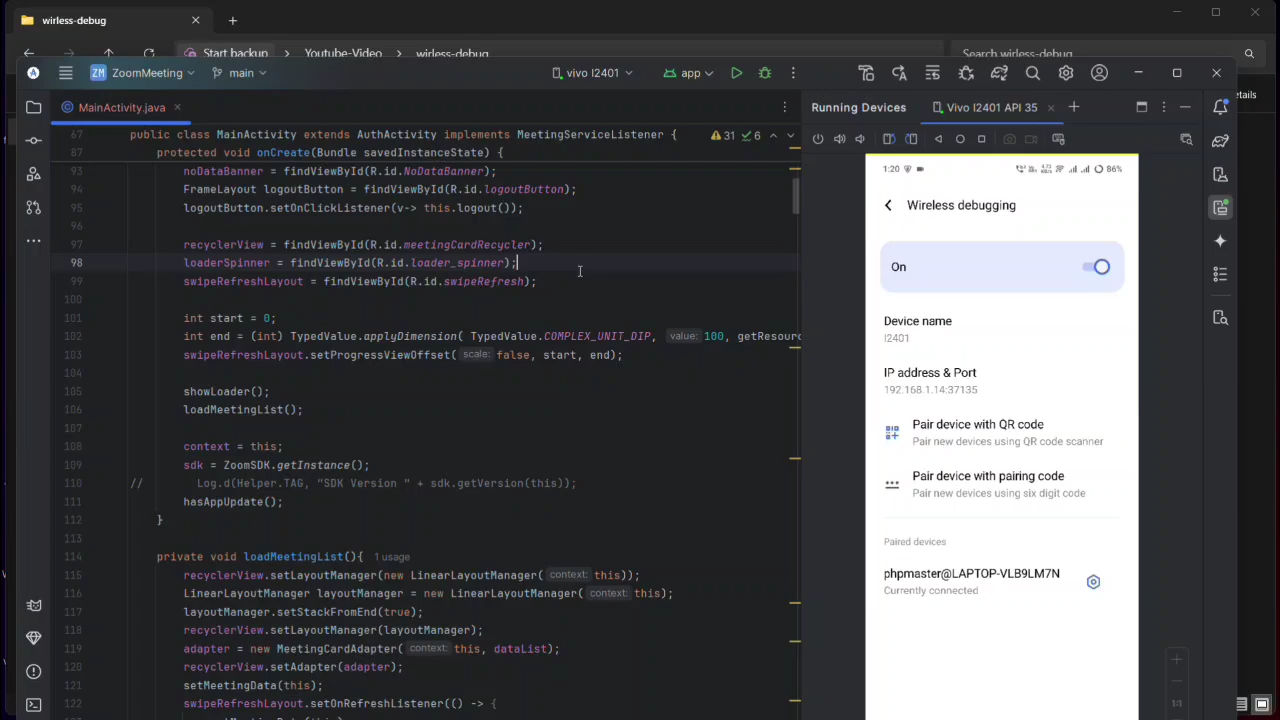 wirless-debug
Start backup
Youtube-Video
wirless-debug
Search wirless-debug
etails
ZM
ZoomMeeting
main
vivo I2401
app
MainActivity.java
Running Devices
Vivo I2401 API 35
67 public class MainActivity extends AuthActivity implements MeetingServiceListener {
31 6
87 protected void onCreate(Bundle savedInstanceState) {
93 noDataBanner = findViewById(R.id.NoDataBanner);
94 FrameLayout logoutButton = findViewById(R.id.logoutButton);
95 logoutButton.setOnClickListener(v-> this.logout());
96
97 recyclerView = findViewById(R.id.meetingCardRecycler);
98 loaderSpinner = findViewById(R.id.loader_spinner);
99 swipeRefreshLayout = findViewById(R.id.swipeRefresh);
100
101 int start = 0;
102 int end = (int) TypedValue.applyDimension( TypedValue.COMPLEX_UNIT_DIP, value: 100, getResourc
103 swipeRefreshLayout.setProgressViewOffset( scale: false, start, end);
104
105 showLoader();
106 loadMeetingList();
107
108 context = this;
109 sdk = ZoomSDK.getInstance();
110 // Log.d(Helper.TAG, "SDK Version " + sdk.getVersion(this));
111 hasAppUpdate();
112 }
113
114 private void loadMeetingList(){ 1 usage
115 recyclerView.setLayoutManager(new LinearLayoutManager( context: this));
116 LinearLayoutManager layoutManager = new LinearLayoutManager( context: this);
117 layoutManager.setStackFromEnd(true);
118 recyclerView.setLayoutManager(layoutManager);
119 adapter = new MeetingCardAdapter( context: this, dataList);
120 recyclerView.setAdapter(adapter);
121 setMeetingData(this);
122 swipeRefreshLayout.setOnRefreshListener(() -> {
1:20
86%
Wireless debugging
On
Device name
I2401
IP address & Port
192.168.1.14:37135
Pair device with QR code
Pair new devices using QR code scanner
Pair device with pairing code
Pair new devices using six digit code
Paired devices
phpmaster@LAPTOP-VLB9LM7N
Currently connected
1:1